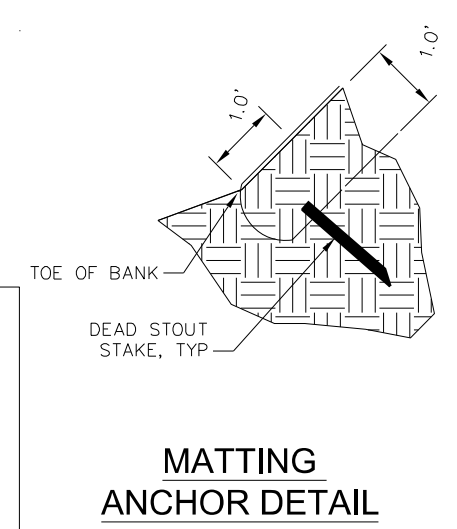 1.0'
1.0'
TOE OF BANK
DEAD STOUT
STAKE, TYP
MATTING
ANCHOR DETAIL